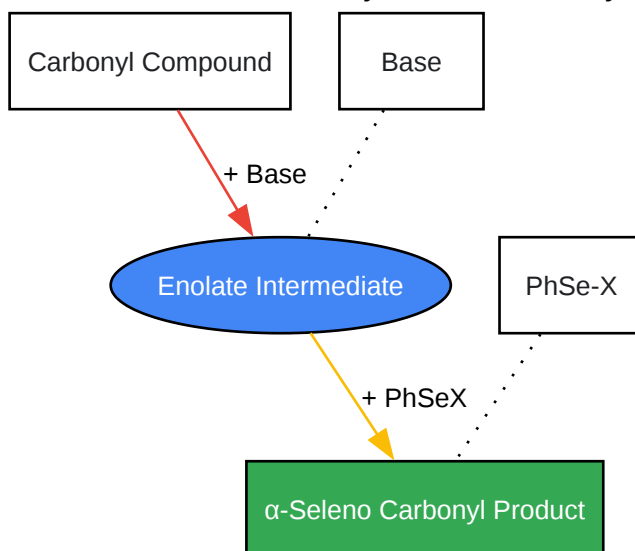 Carbonyl Compound
Base
+ Base
Enolate Intermediate
PhSe-X
+ PhSeX
α-Seleno Carbonyl Product